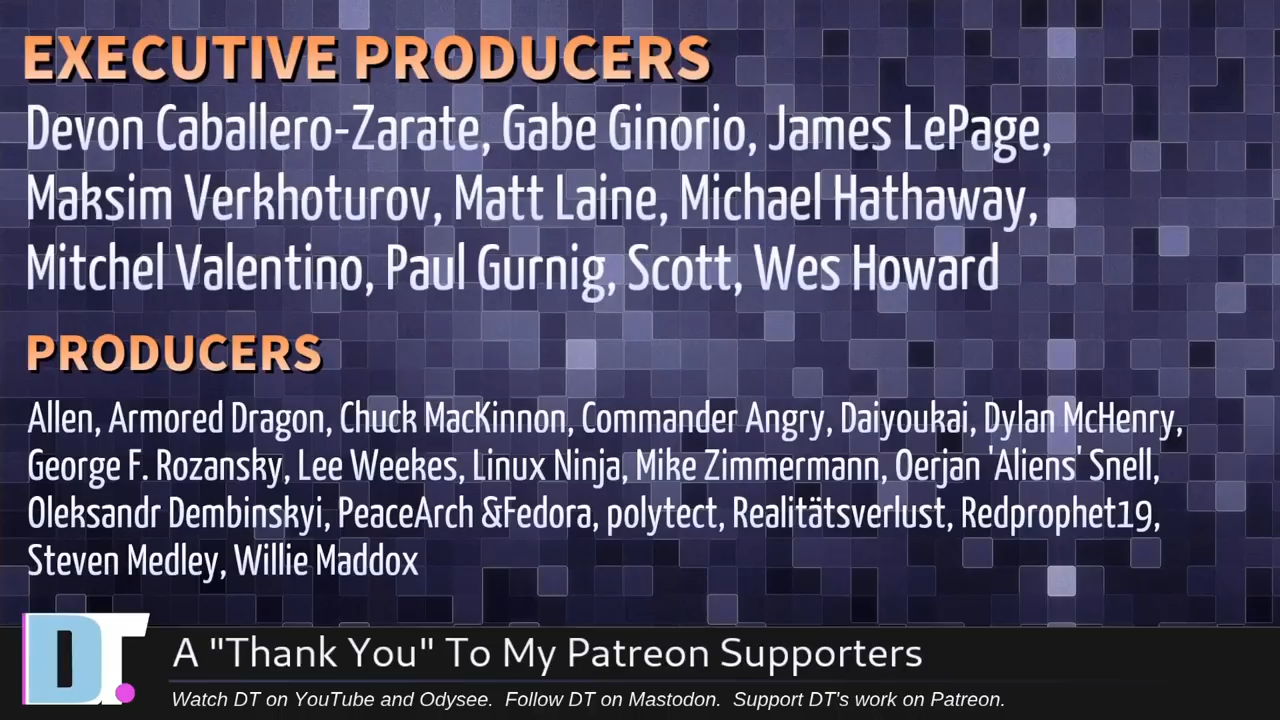 EXECUTIVE PRODUCERS
Devon Caballero-Zarate, Gabe Ginorio, James LePage,
Maksim Verkhoturov, Matt Laine, Michael Hathaway,
Mitchel Valentino, Paul Gurnig, Scott, Wes Howard
PRODUCERS
Allen, Armored Dragon, Chuck MacKinnon, Commander Angry, Daiyoukai, Dylan McHenry,
George F. Rozansky, Lee Weekes, Linux Ninja, Mike Zimmermann, Oerjan 'Aliens' Snell,
Oleksandr Dembinskyi, PeaceArch &Fedora, polytect, Realitätsverlust, Redprophet19,
Steven Medley, Willie Maddox
DT.
A "Thank You" To My Patreon Supporters
Watch DT on YouTube and Odysee.  Follow DT on Mastodon.  Support DT's work on Patreon.